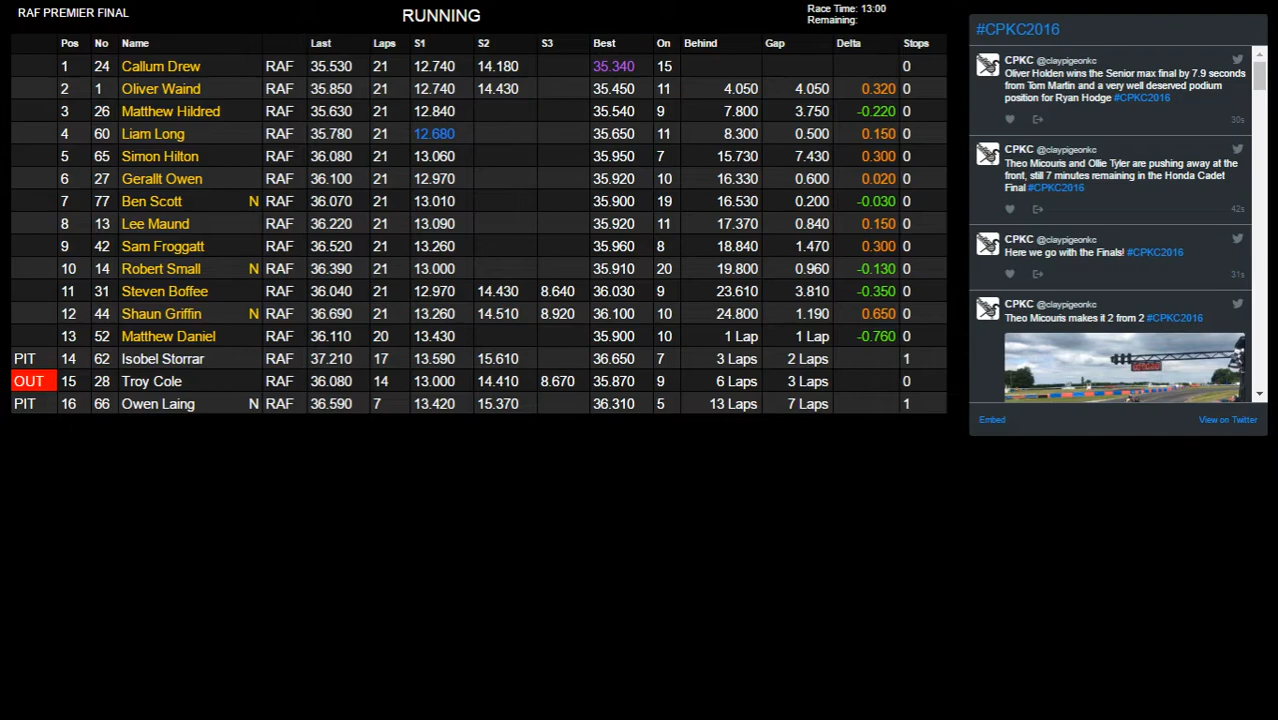 RAF PREMIER FINAL
RUNNING
Race Time: 13:00
Remaining:
Pos No Name Last Laps S1 S2 S3 Best On Behind Gap Delta Stops
1 24 Callum Drew RAF 35.530 21 12.740 14.180 35.340 15 0
2 1 Oliver Waind RAF 35.850 21 12.740 14.430 35.450 11 4.050 4.050 0.320 0
3 26 Matthew Hildred RAF 35.630 21 12.840 35.540 9 7.800 3.750 -0.220 0
4 60 Liam Long RAF 35.780 21 12.680 35.650 11 8.300 0.500 0.150 0
5 65 Simon Hilton RAF 36.080 21 13.060 35.950 7 15.730 7.430 0.300 0
6 27 Gerallt Owen RAF 36.100 21 12.970 35.920 10 16.330 0.600 0.020 0
7 77 Ben Scott N RAF 36.070 21 13.010 35.900 19 16.530 0.200 -0.030 0
8 13 Lee Maund RAF 36.220 21 13.090 35.920 11 17.370 0.840 0.150 0
9 42 Sam Froggatt RAF 36.520 21 13.260 35.960 8 18.840 1.470 0.300 0
10 14 Robert Small N RAF 36.390 21 13.000 35.910 20 19.800 0.960 -0.130 0
11 31 Steven Boffee RAF 36.040 21 12.970 14.430 8.640 36.030 9 23.610 3.810 -0.350 0
12 44 Shaun Griffin N RAF 36.690 21 13.260 14.510 8.920 36.100 10 24.800 1.190 0.650 0
13 52 Matthew Daniel RAF 36.110 20 13.430 35.900 10 1 Lap 1 Lap -0.760 0
PIT 14 62 Isobel Storrar RAF 37.210 17 13.590 15.610 36.650 7 3 Laps 2 Laps 1
OUT 15 28 Troy Cole RAF 36.080 14 13.000 14.410 8.670 35.870 9 6 Laps 3 Laps 0
PIT 16 66 Owen Laing N RAF 36.590 7 13.420 15.370 36.310 5 13 Laps 7 Laps 1
#CPKC2016
CPKC @claypigeonkc
Oliver Holden wins the Senior max final by 7.9 seconds
from Tom Martin and a very well deserved podium
position for Ryan Hodge #CPKC2016
30s
CPKC @claypigeonkc
Theo Micouris and Ollie Tyler are pushing away at the
front, still 7 minutes remaining in the Honda Cadet
Final #CPKC2016
42s
CPKC @claypigeonkc
Here we go with the Finals! #CPKC2016
31s
CPKC @claypigeonkc
Theo Micouris makes it 2 from 2 #CPKC2016
Embed
View on Twitter